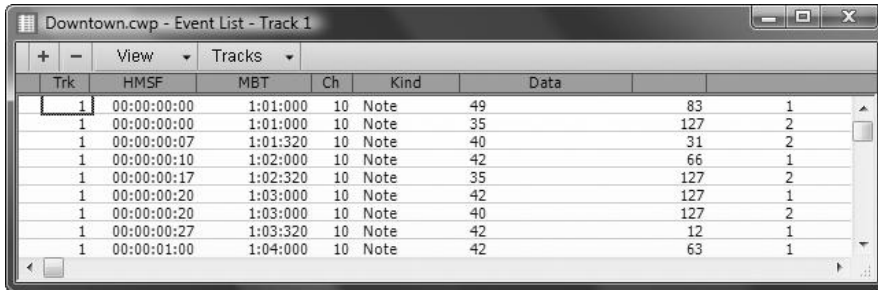 Downtown.cwp - Event List - Track 1
+ − View Tracks
Trk HMSF MBT Ch Kind Data
1 00:00:00:00 1:01:000 10 Note 49 83 1
1 00:00:00:00 1:01:000 10 Note 35 127 2
1 00:00:00:07 1:01:320 10 Note 40 31 2
1 00:00:00:10 1:02:000 10 Note 42 66 1
1 00:00:00:17 1:02:320 10 Note 35 127 2
1 00:00:00:20 1:03:000 10 Note 42 127 1
1 00:00:00:20 1:03:000 10 Note 40 127 2
1 00:00:00:27 1:03:320 10 Note 42 12 1
1 00:00:01:00 1:04:000 10 Note 42 63 1